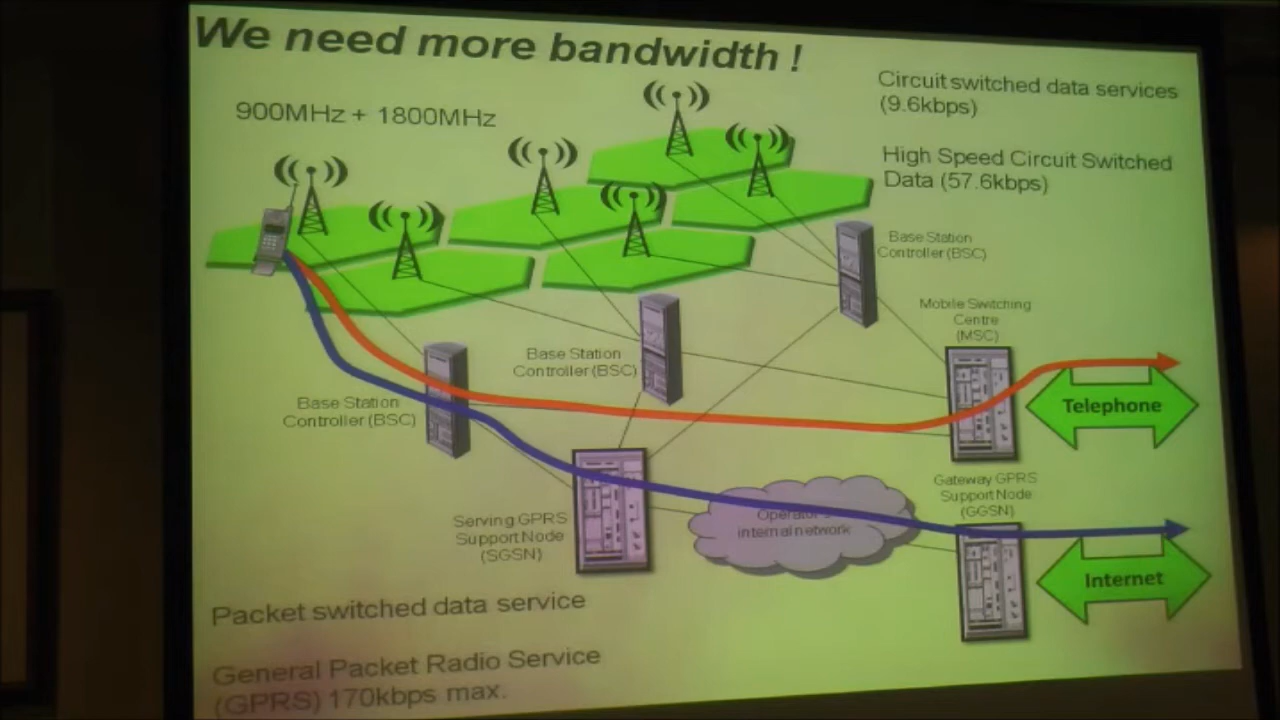 We need more bandwidth !
900MHz + 1800MHz
Circuit switched data services
(9.6kbps)
High Speed Circuit Switched
Data (57.6kbps)
Base Station
Controller (BSC)
Mobile Switching
Centre
(MSC)
Base Station
Controller (BSC)
Telephone
Base Station
Controller (BSC)
Gateway GPRS
Support Node
(GGSN)
Serving GPRS
Support Node
(SGSN)
internal network
Internet
Packet switched data service
General Packet Radio Service
(GPRS) 170kbps max.